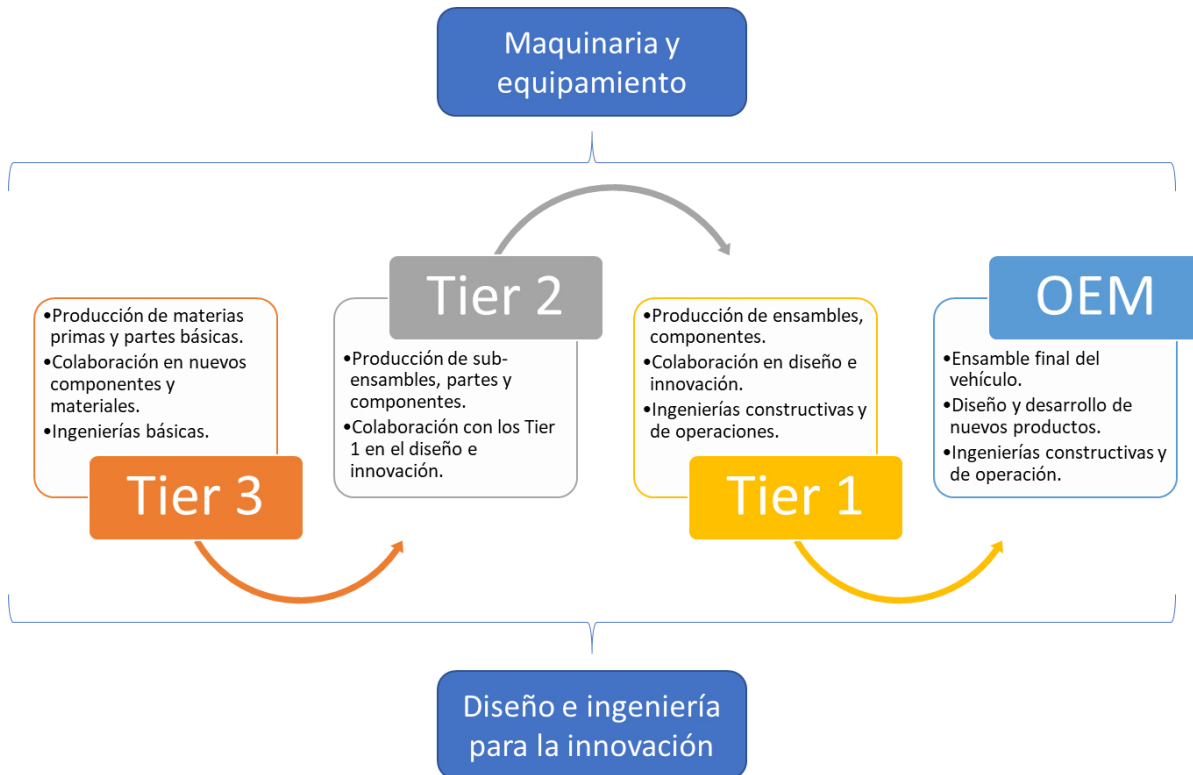 Maquinaria y
equipamiento
•Producción de materias
primas y partes básicas.
•Colaboración en nuevos
componentes y
materiales.
•Ingenierías básicas.
Tier 3
Tier 2
•Producción de sub-
ensambles, partes y
componentes.
•Colaboración con los Tier
1 en el diseño e
innovación.
•Producción de ensambles,
componentes.
•Colaboración en diseño e
innovación.
•Ingenierías constructivas y
de operaciones.
Tier 1
OEM
•Ensamble final del
vehículo.
•Diseño y desarrollo de
nuevos productos.
•Ingenierías constructivas y
de operación.
Diseño e ingeniería
para la innovación